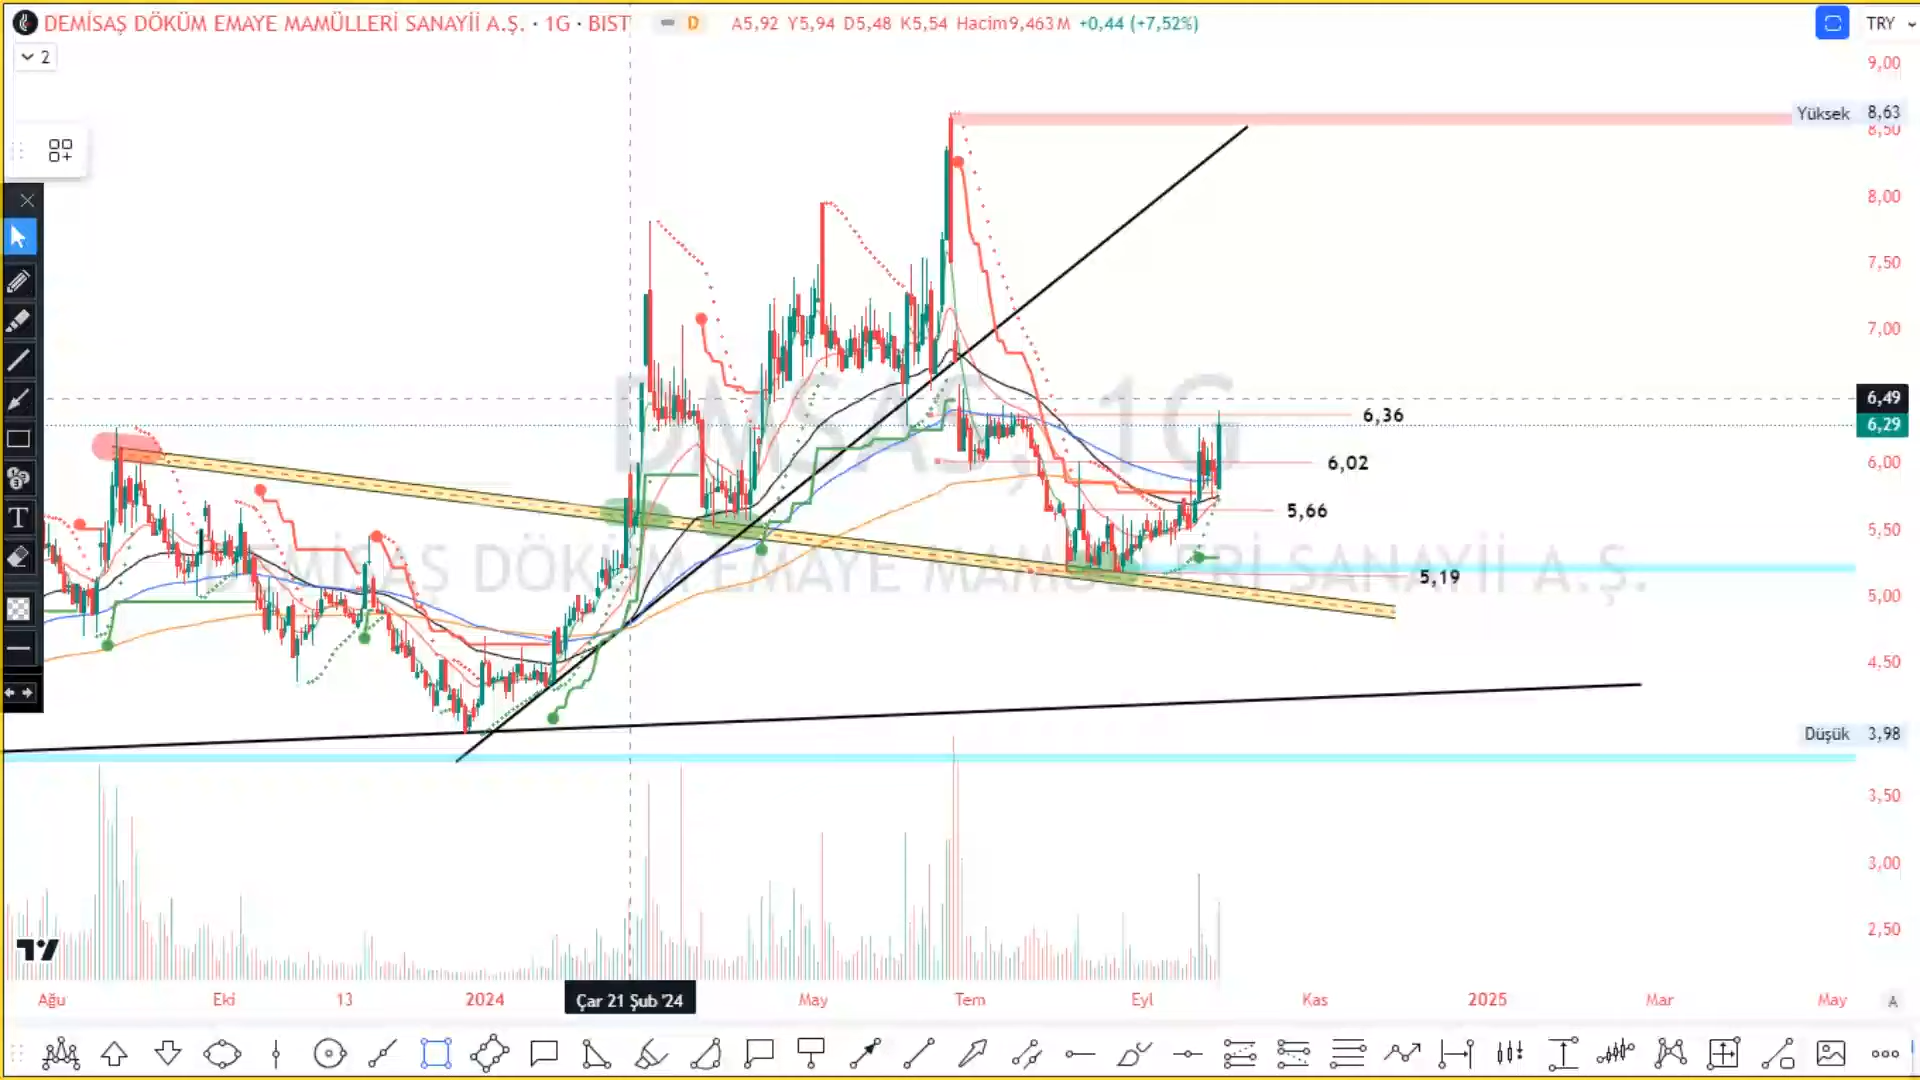 DEMİSAŞ DÖKÜM EMAYE MAMÜLLERİ SANAYİİ A.Ş. · 1G · BIST D A5,92 Y5,94 D5,48 K5,54 Hacim9,463M +0,44 (+7,52%) TRY
2
9,00
Yüksek 8,63
8,50
8,00
7,50
7,00
DMSAS, 1G
6,49
6,36
6,29
6,02
6,00
5,66
5,50
DEMİSAŞ DÖKÜM EMAYE MAMÜLLERİ SANAYİİ A.Ş.
5,19
5,00
4,50
Düşük 3,98
3,50
3,00
2,50
Ağu Eki 13 2024 Çar 21 Şub '24 May Tem Eyl Kas 2025 Mar May A
T